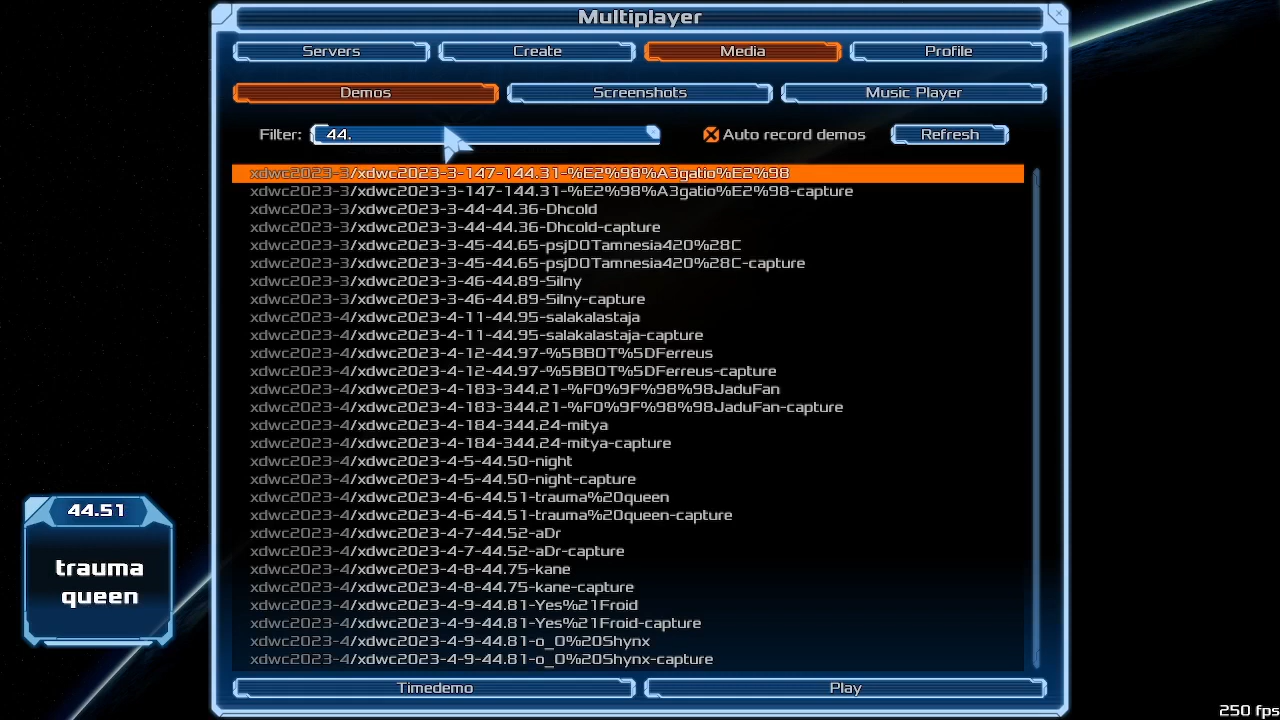 Multiplayer
Servers Create Media Profile
Demos Screenshots Music Player
Filter: 44. Auto record demos Refresh
xdwc2023-3/xdwc2023-3-147-144.31-%E2%98%A3gatio%E2%98
xdwc2023-3/xdwc2023-3-147-144.31-%E2%98%A3gatio%E2%98-capture
xdwc2023-3/xdwc2023-3-44-44.36-Dhcold
xdwc2023-3/xdwc2023-3-44-44.36-Dhcold-capture
xdwc2023-3/xdwc2023-3-45-44.65-psjDOTamnesia420%28C
xdwc2023-3/xdwc2023-3-45-44.65-psjDOTamnesia420%28C-capture
xdwc2023-3/xdwc2023-3-46-44.89-Silny
xdwc2023-3/xdwc2023-3-46-44.89-Silny-capture
xdwc2023-4/xdwc2023-4-11-44.95-salakalastaja
xdwc2023-4/xdwc2023-4-11-44.95-salakalastaja-capture
xdwc2023-4/xdwc2023-4-12-44.97-%5BBOT%5DFerreus
xdwc2023-4/xdwc2023-4-12-44.97-%5BBOT%5DFerreus-capture
xdwc2023-4/xdwc2023-4-183-344.21-%F0%9F%98%98JaduFan
xdwc2023-4/xdwc2023-4-183-344.21-%F0%9F%98%98JaduFan-capture
xdwc2023-4/xdwc2023-4-184-344.24-mitya
xdwc2023-4/xdwc2023-4-184-344.24-mitya-capture
xdwc2023-4/xdwc2023-4-5-44.50-night
xdwc2023-4/xdwc2023-4-5-44.50-night-capture
xdwc2023-4/xdwc2023-4-6-44.51-trauma%20queen
xdwc2023-4/xdwc2023-4-6-44.51-trauma%20queen-capture
xdwc2023-4/xdwc2023-4-7-44.52-aDr
xdwc2023-4/xdwc2023-4-7-44.52-aDr-capture
xdwc2023-4/xdwc2023-4-8-44.75-kane
xdwc2023-4/xdwc2023-4-8-44.75-kane-capture
xdwc2023-4/xdwc2023-4-9-44.81-Yes%21Froid
xdwc2023-4/xdwc2023-4-9-44.81-Yes%21Froid-capture
xdwc2023-4/xdwc2023-4-9-44.81-o_O%20Shynx
xdwc2023-4/xdwc2023-4-9-44.81-o_O%20Shynx-capture
Timedemo Play
44.51
trauma
queen
250 fps